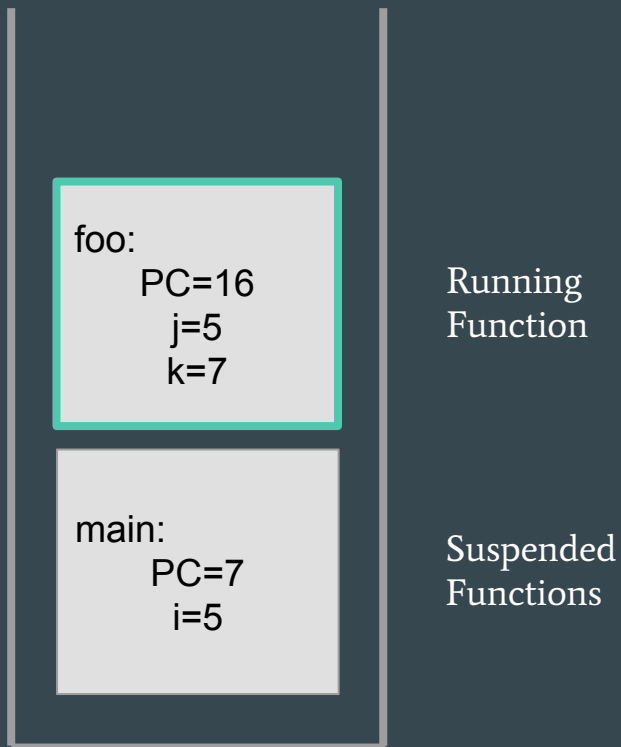 foo:
PC=16
j=5
k=7
Running
Function
main:
PC=7
i=5
Suspended
Functions